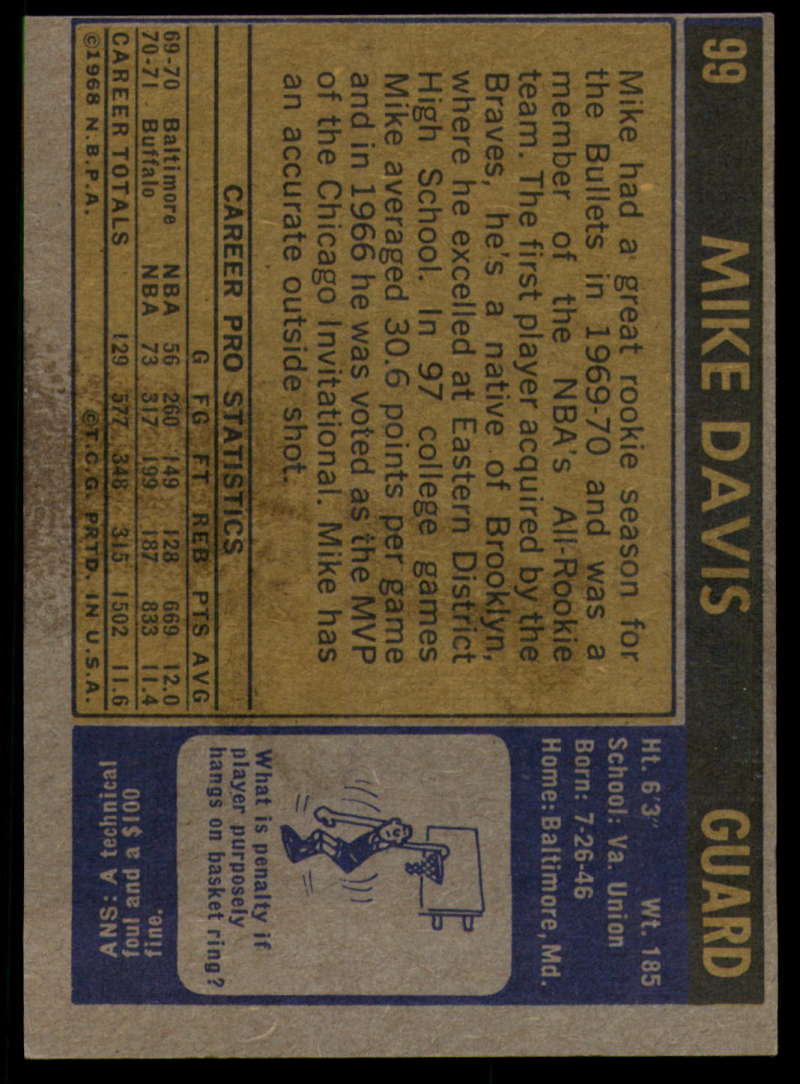 99 MIKE DAVIS GUARD
Mike had a great rookie season for
the Bullets in 1969-70 and was a
member of the NBA's All-Rookie
team. The first player acquired by the
Braves, he's a native of Brooklyn,
where he excelled at Eastern District
High School. In 97 college games
Mike averaged 30.6 points per game
and in 1966 he was voted as the MVP
of the Chicago Invitational. Mike has
an accurate outside shot.
CAREER PRO STATISTICS
G FG FT REB PTS AVG
69-70 Baltimore NBA 56 260 149 128 669 12.0
70-71 Buffalo NBA 73 317 199 187 833 11.4
CAREER TOTALS 129 577 348 315 1502 11.6
©1968 N.B.P.A. ©T.C.G. PRTD. IN U.S.A.
Ht. 6'3" Wt. 185
School: Va. Union
Born: 7-26-46
Home: Baltimore, Md.
What is penalty if
player purposely
hangs on basket ring?
ANS: A technical
foul and a $100
fine.